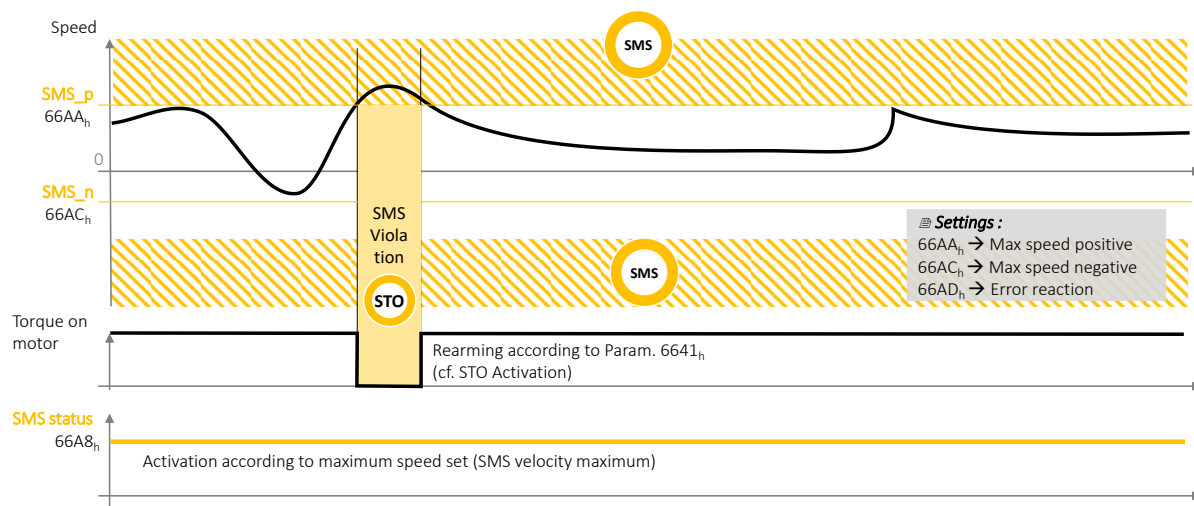 Speed
SMS
SMS_p
66AAₕ
0
SMS_n
66ACₕ
SMS
Viola
tion
🗎 Settings :
66AAₕ → Max speed positive
66ACₕ → Max speed negative
66ADₕ → Error reaction
SMS
STO
Torque on
motor
Rearming according to Param. 6641ₕ
(cf. STO Activation)
SMS status
66A8ₕ
Activation according to maximum speed set (SMS velocity maximum)